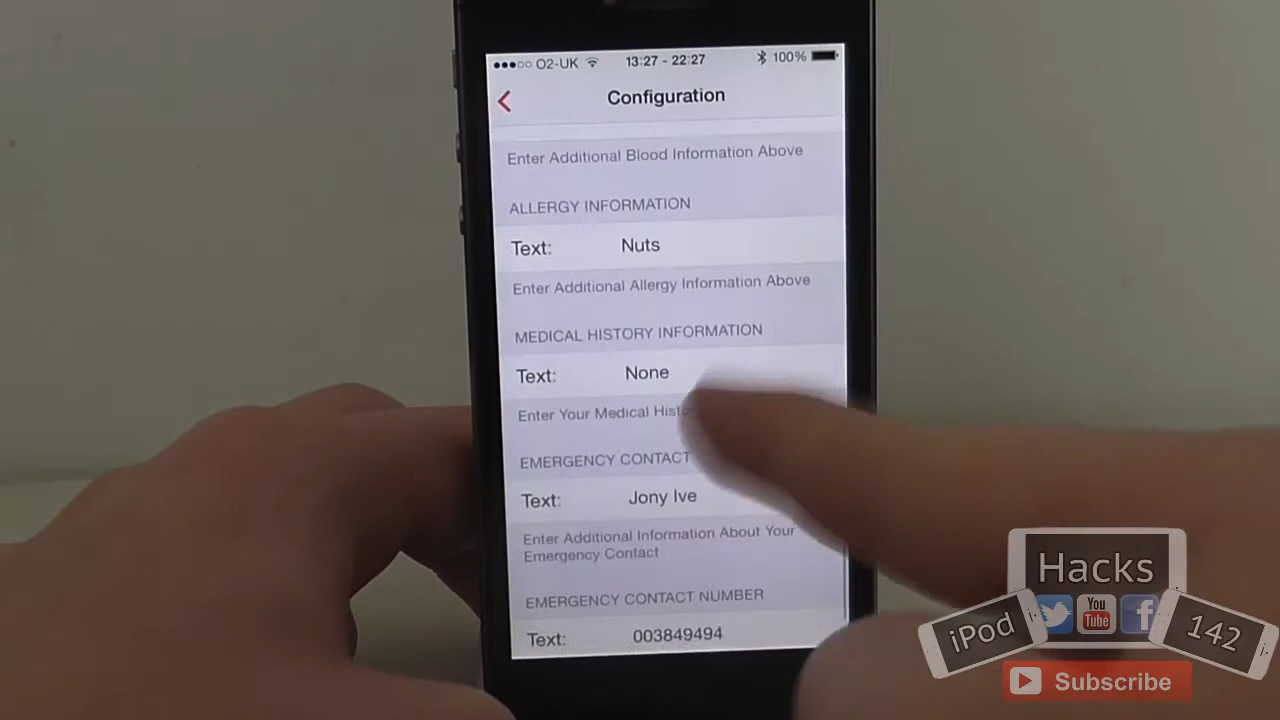 O2-UK 13:27 - 22:27 100%
Configuration
Enter Additional Blood Information Above
ALLERGY INFORMATION
Text: Nuts
Enter Additional Allergy Information Above
MEDICAL HISTORY INFORMATION
Text: None
Enter Your Medical
EMERGENCY CONTACT
Text: Jony Ive
Enter Additional Information About Your
Emergency Contact
EMERGENCY CONTACT NUMBER
Text: 003849494
Hacks
iPod
You
Tube
f
142
Subscribe